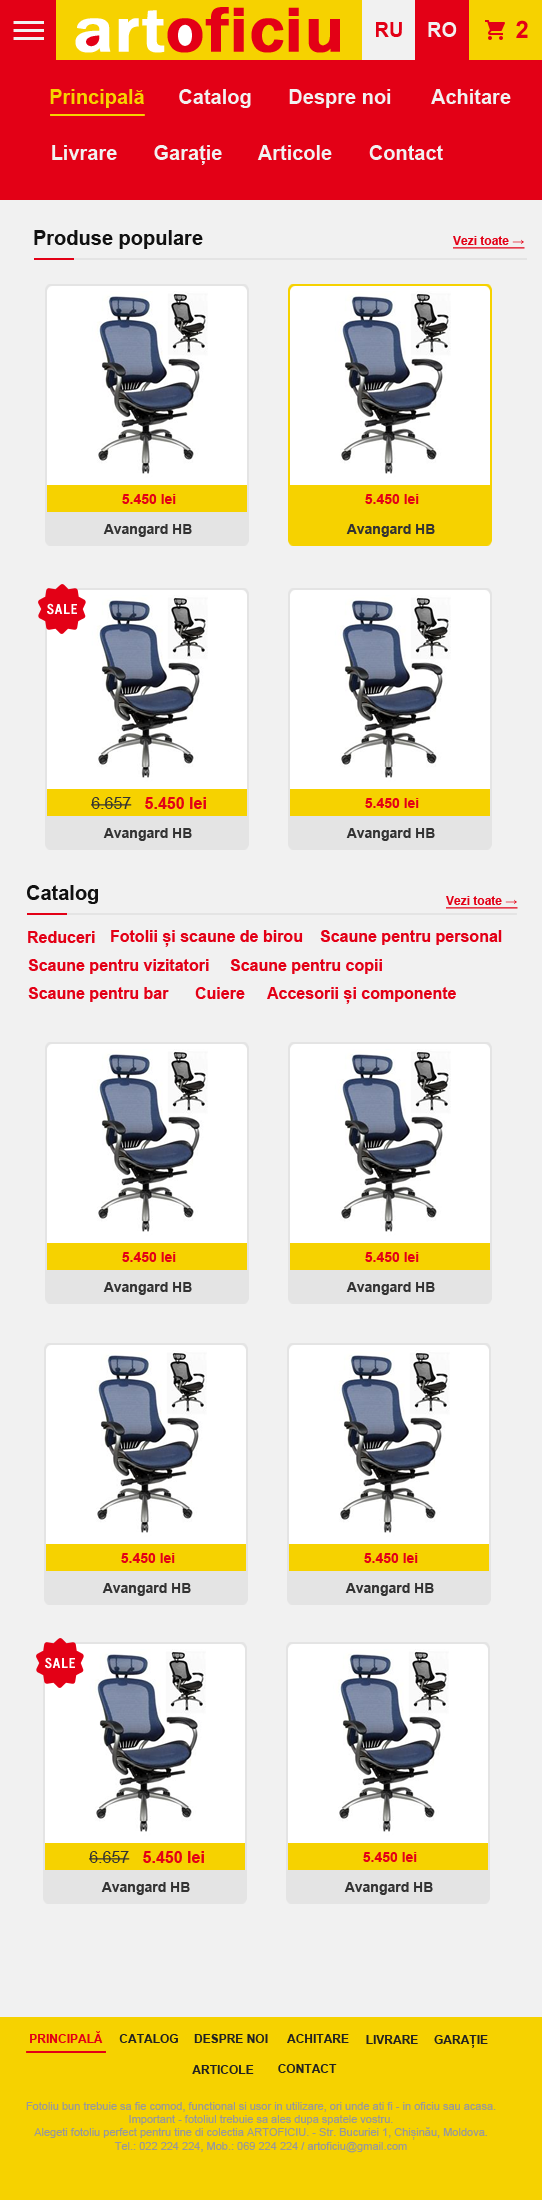 artoficiu RU RO 2
Principală Catalog Despre noi Achitare
Livrare Garație Articole Contact
Produse populare Vezi toate →
5.450 lei 5.450 lei
Avangard HB Avangard HB
SALE
6.657 5.450 lei 5.450 lei
Avangard HB Avangard HB
Catalog Vezi toate →
Reduceri Fotolii și scaune de birou Scaune pentru personal
Scaune pentru vizitatori Scaune pentru copii
Scaune pentru bar Cuiere Accesorii și componente
5.450 lei 5.450 lei
Avangard HB Avangard HB
5.450 lei 5.450 lei
Avangard HB Avangard HB
SALE
6.657 5.450 lei 5.450 lei
Avangard HB Avangard HB
PRINCIPALĂ CATALOG DESPRE NOI ACHITARE LIVRARE GARAȚIE
ARTICOLE CONTACT
Fotoliu bun trebuie sa fie comod, functional si usor in utilizare, ori unde ati fi - in oficiu sau acasa.
Important - fotoliul trebuie sa ales dupa spatele vostru.
Alegeti fotoliu perfect pentru tine di colectia ARTOFICIU. - Str. Bucuriei 1, Chișinău, Moldova.
Tel.: 022 224 224, Mob.: 069 224 224 / artoficiu@gmail.com